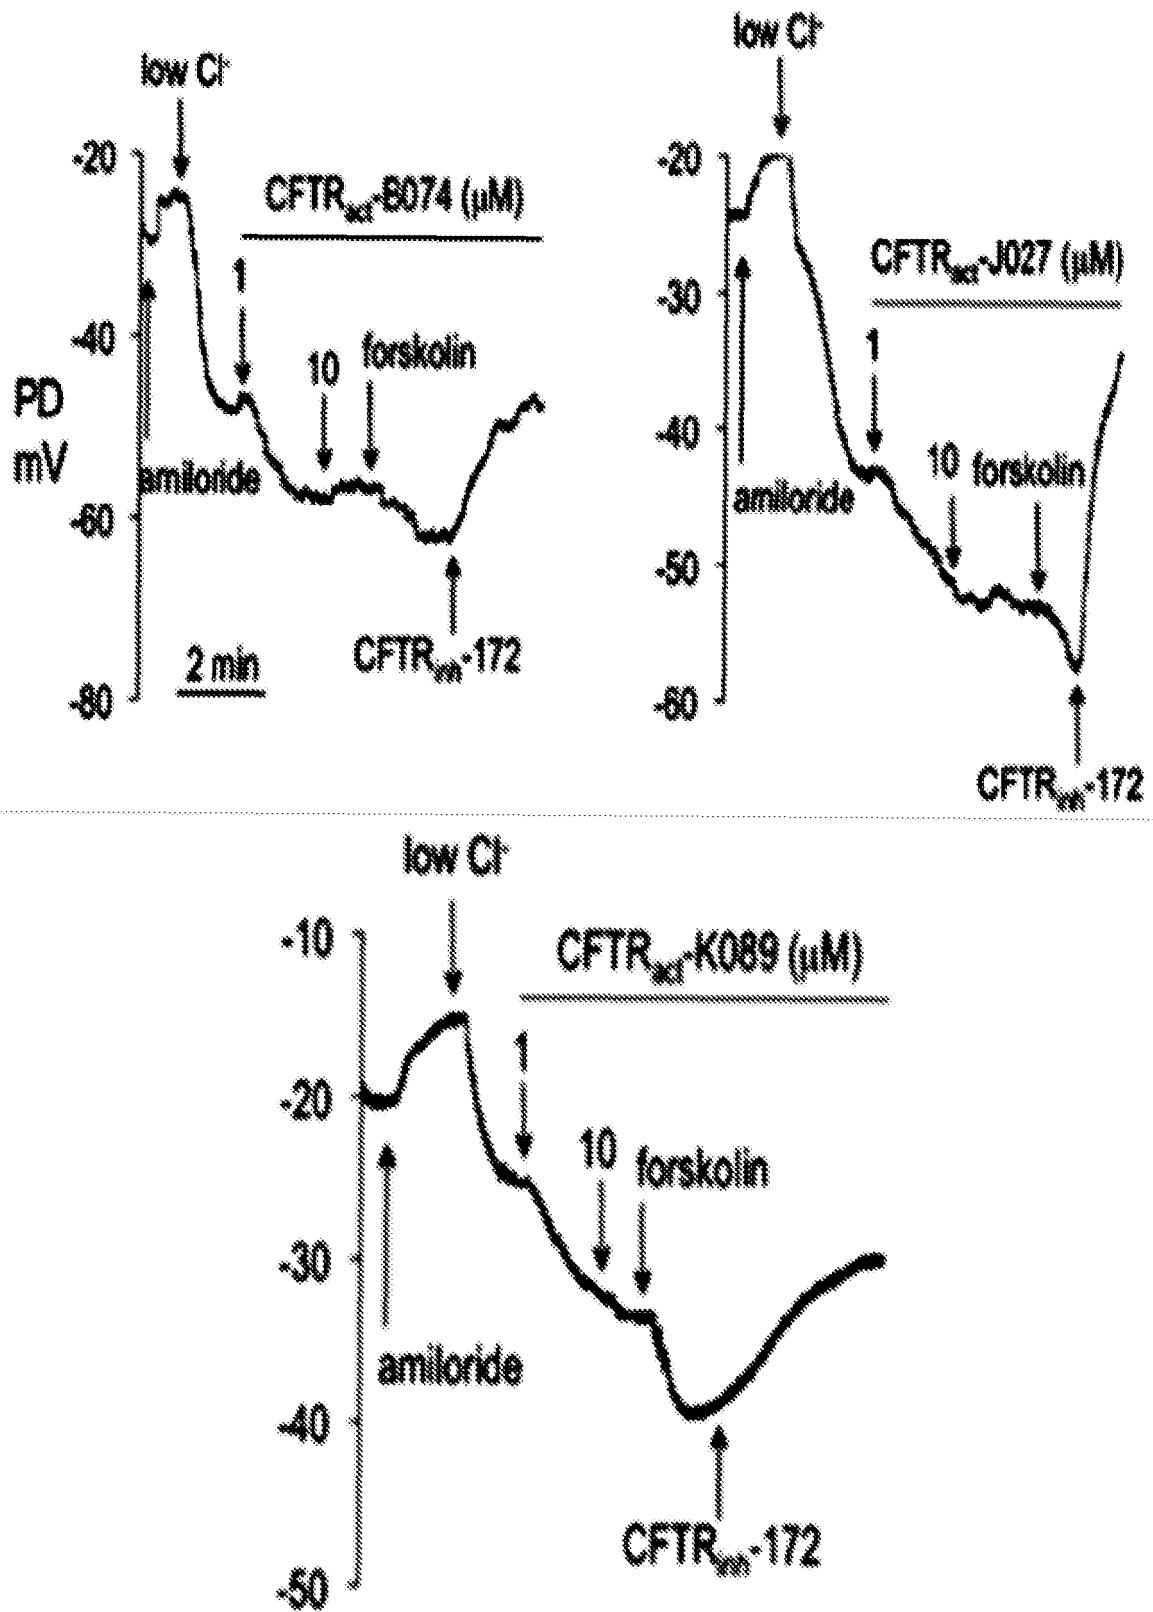 low Cl⁻
-20
CFTRact-B074 (µM)
1
-40
10
forskolin
PD
mV
amiloride
-60
CFTRinh-172
2 min
-80
low Cl⁻
-20
CFTRact-J027 (µM)
-30
1
-40
10
forskolin
amiloride
-50
-60
CFTRinh-172
low Cl⁻
-10
CFTRact-K089 (µM)
1
-20
10
forskolin
-30
amiloride
-40
CFTRinh-172
-50